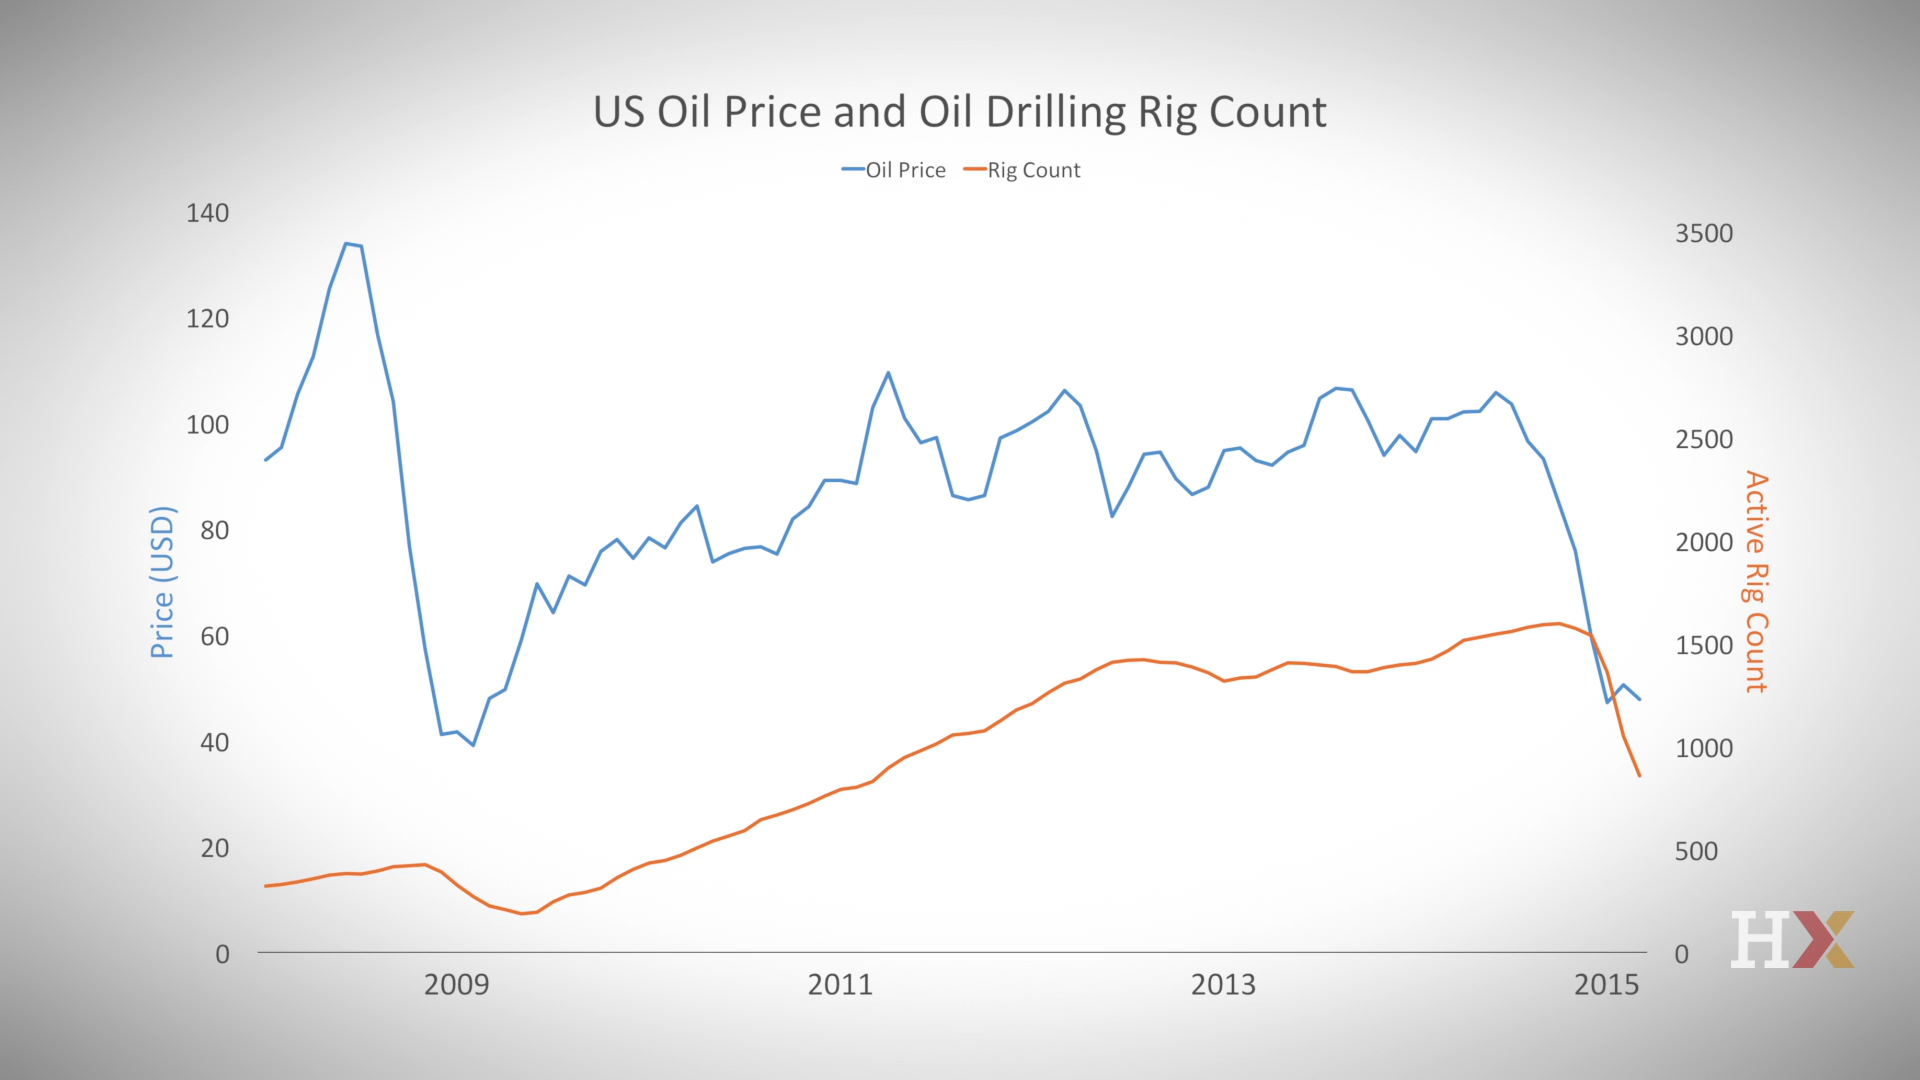 US Oil Price and Oil Drilling Rig Count
Oil Price Rig Count
140
120
100
80
60
40
20
0
Price (USD)
3500
3000
2500
2000
1500
1000
500
0
Active Rig Count
2009 2011 2013 2015
HX